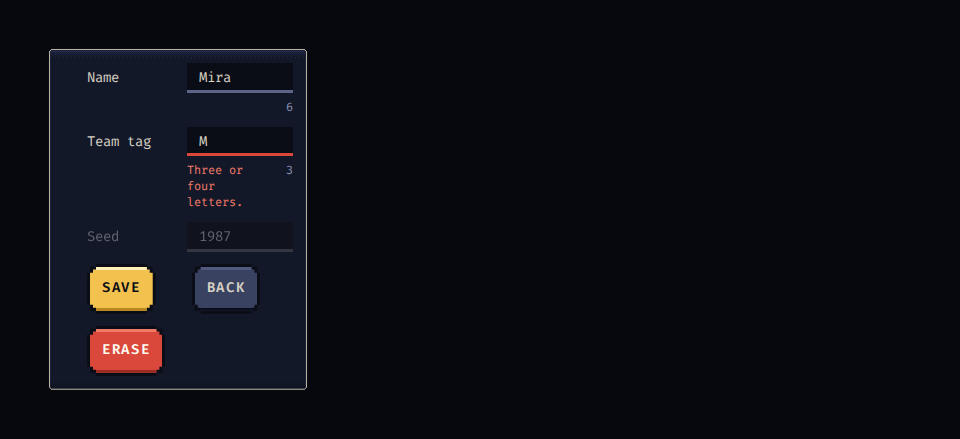 Name Mira
6
Team tag M
Three or 3
four
letters.
Seed 1987
SAVE BACK
ERASE